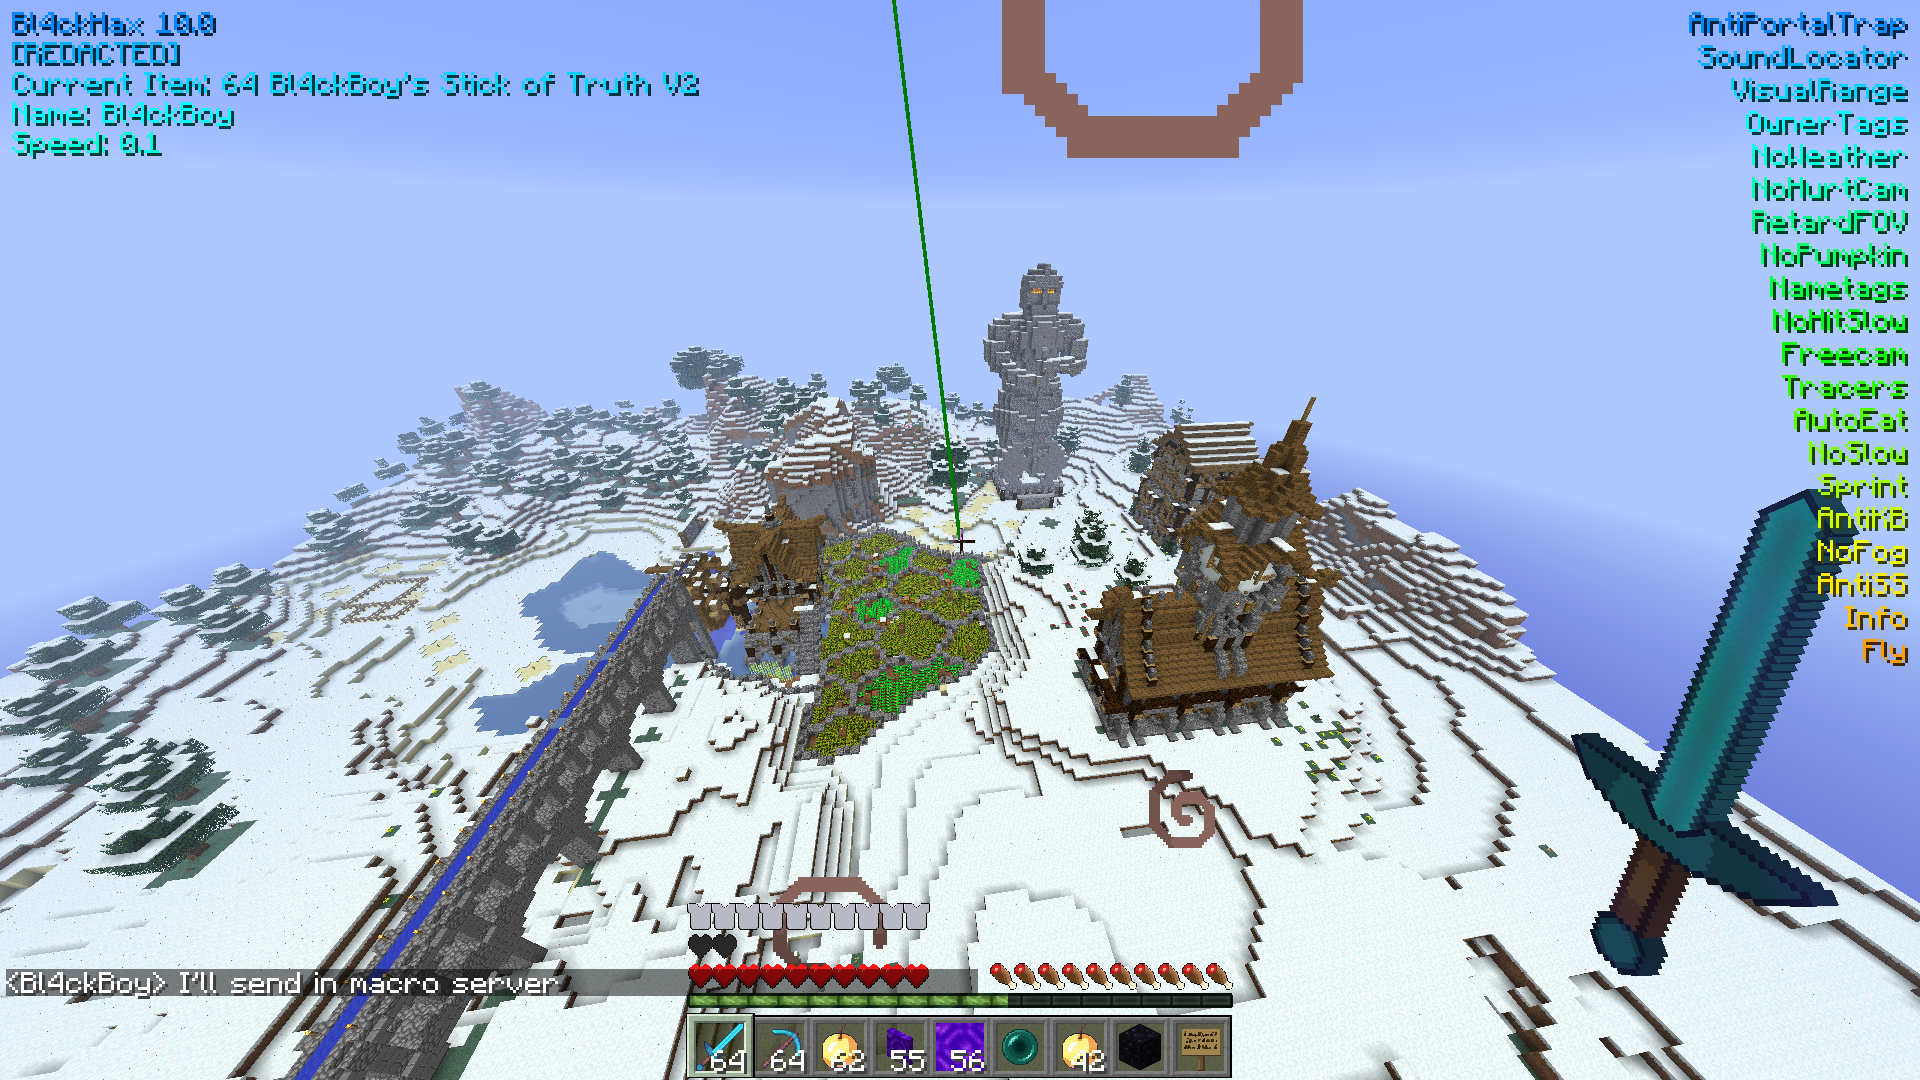 Bl4ckHax 10.0
[REDACTED]
Current Item: 64 Bl4ckBoy's Stick of Truth V2
Name: Bl4ckBoy
Speed: 0.1
AntiPortalTrap
SoundLocator
VisualRange
OwnerTags
NoWeather
NoHurtCam
RetardFOV
NoPumpkin
Nametags
NoHitSlow
Freecam
Tracers
AutoEat
NoSlow
Sprint
AntiKB
NoFog
AntiSS
Info
Fly
<Bl4ckBoy> I'll send in macro server
64
64
62
55
56
42